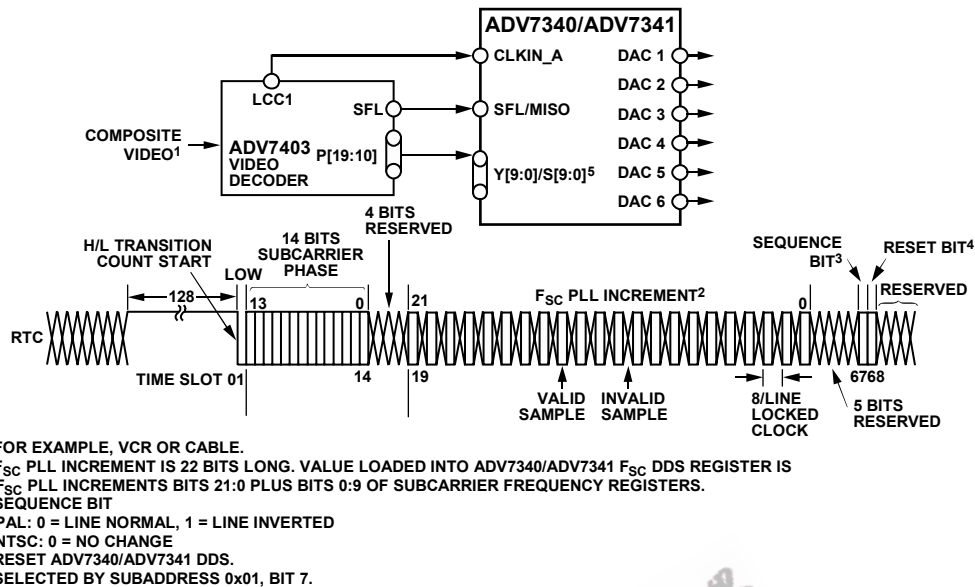 ADV7340/ADV7341
CLKIN_A
DAC 1
DAC 2
LCC1
SFL
SFL/MISO
DAC 3
COMPOSITE
VIDEO1
ADV7403
VIDEO
DECODER
P[19:10]
DAC 4
Y[9:0]/S[9:0]5
DAC 5
DAC 6
H/L TRANSITION
COUNT START
14 BITS
SUBCARRIER
PHASE
4 BITS
RESERVED
SEQUENCE
BIT3
RESET BIT4
LOW
RESERVED
128
13
0
21
FSC PLL INCREMENT2
0
RTC
TIME SLOT 01
14
19
6768
VALID
SAMPLE
INVALID
SAMPLE
8/LINE
LOCKED
CLOCK
5 BITS
RESERVED
FOR EXAMPLE, VCR OR CABLE.
FSC PLL INCREMENT IS 22 BITS LONG. VALUE LOADED INTO ADV7340/ADV7341 FSC DDS REGISTER IS
FSC PLL INCREMENTS BITS 21:0 PLUS BITS 0:9 OF SUBCARRIER FREQUENCY REGISTERS.
SEQUENCE BIT
PAL: 0 = LINE NORMAL, 1 = LINE INVERTED
NTSC: 0 = NO CHANGE
RESET ADV7340/ADV7341 DDS.
SELECTED BY SUBADDRESS 0x01, BIT 7.